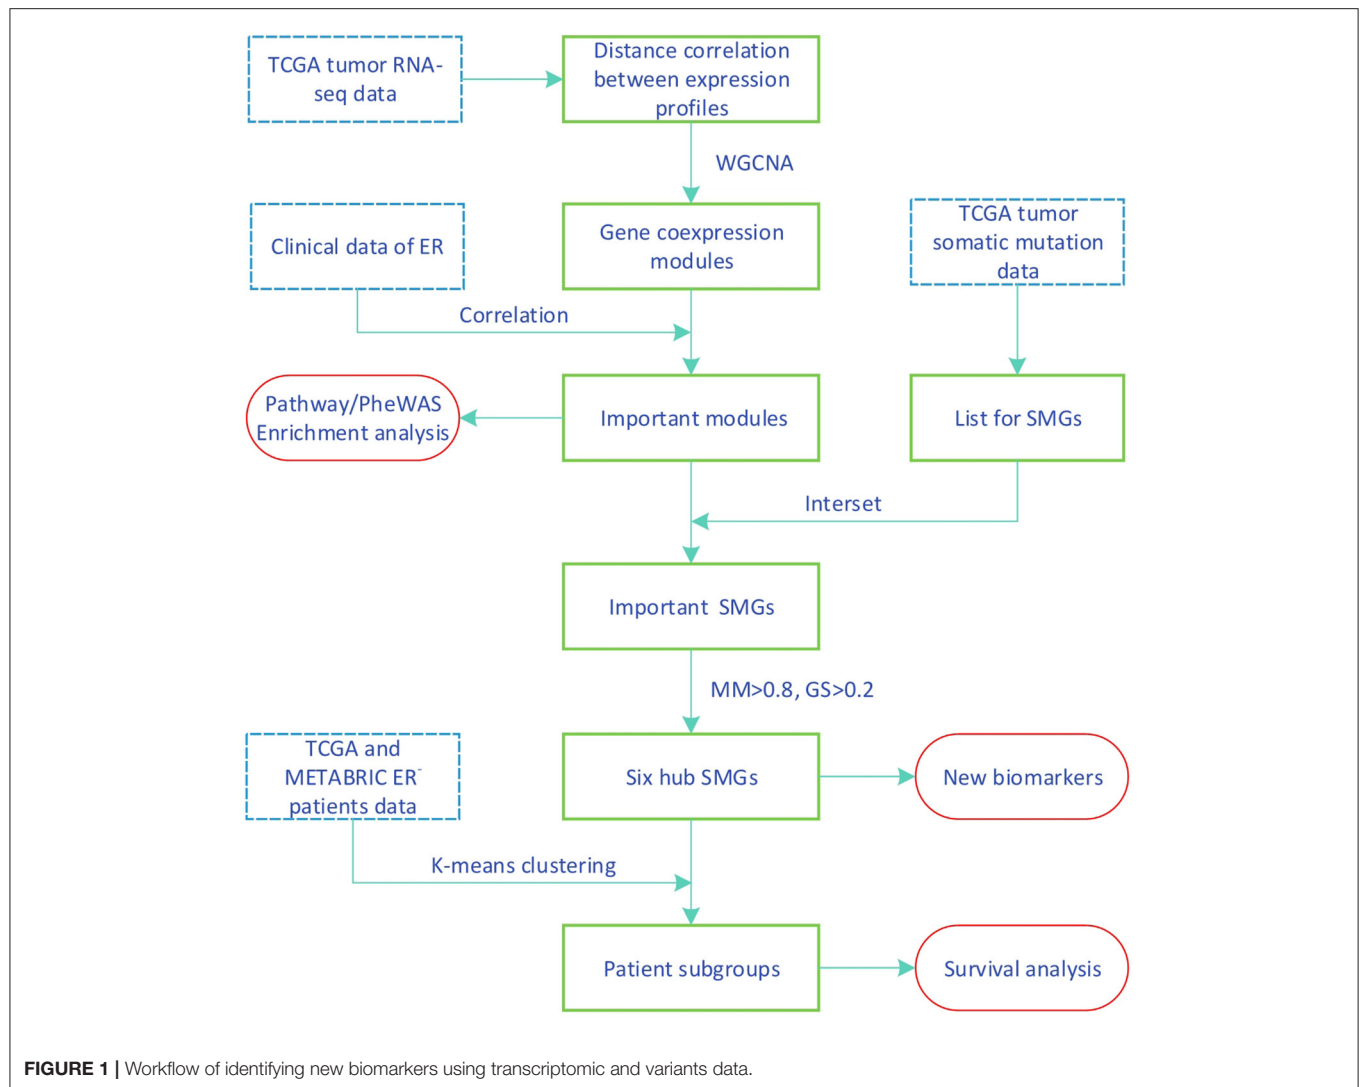 TCGA tumor RNA-
seq data
Distance correlation
between expression
profiles
WGCNA
Clinical data of ER
Gene coexpression
modules
TCGA tumor
somatic mutation
data
Correlation
Pathway/PheWAS
Enrichment analysis
Important modules
List for SMGs
Interset
Important SMGs
MM>0.8, GS>0.2
TCGA and
METABRIC ER⁻
patients data
Six hub SMGs
New biomarkers
K-means clustering
Patient subgroups
Survival analysis
FIGURE 1 | Workflow of identifying new biomarkers using transcriptomic and variants data.